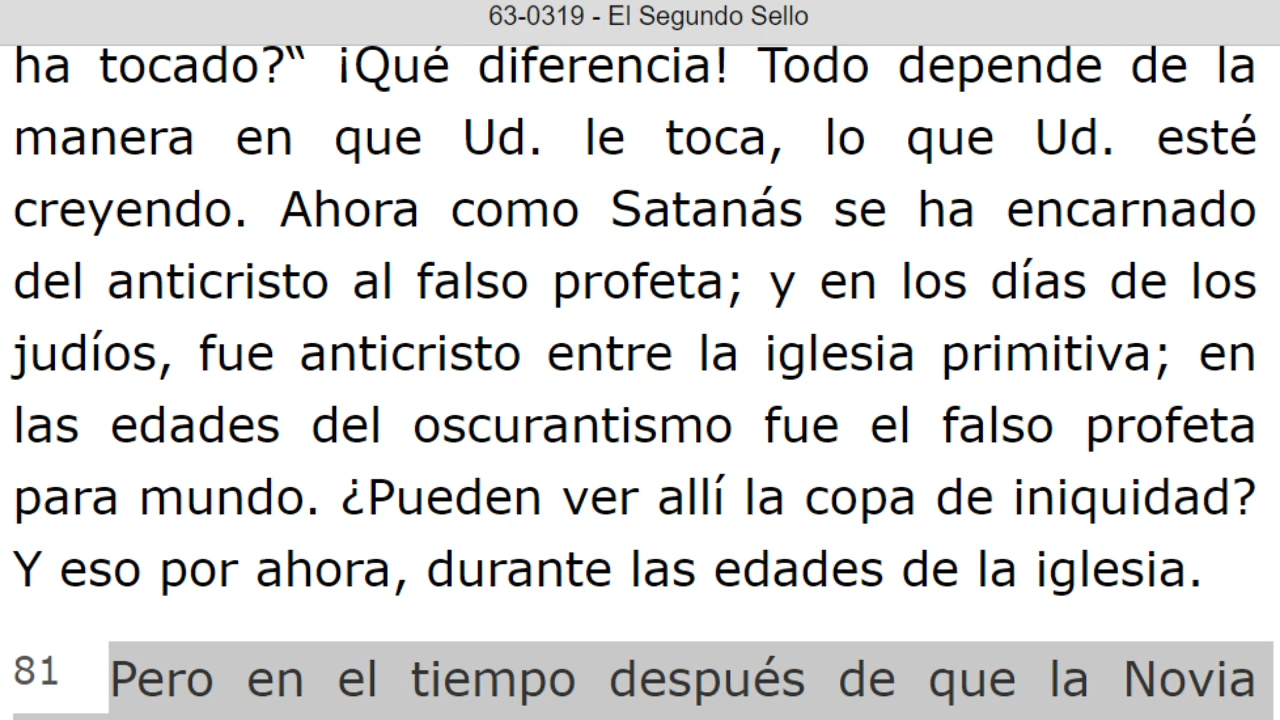 63-0319 - El Segundo Sello
ha tocado?“ ¡Qué diferencia! Todo depende de la
manera en que Ud. le toca, lo que Ud. esté
creyendo. Ahora como Satanás se ha encarnado
del anticristo al falso profeta; y en los días de los
judíos, fue anticristo entre la iglesia primitiva; en
las edades del oscurantismo fue el falso profeta
para mundo. ¿Pueden ver allí la copa de iniquidad?
Y eso por ahora, durante las edades de la iglesia.
81 Pero en el tiempo después de que la Novia